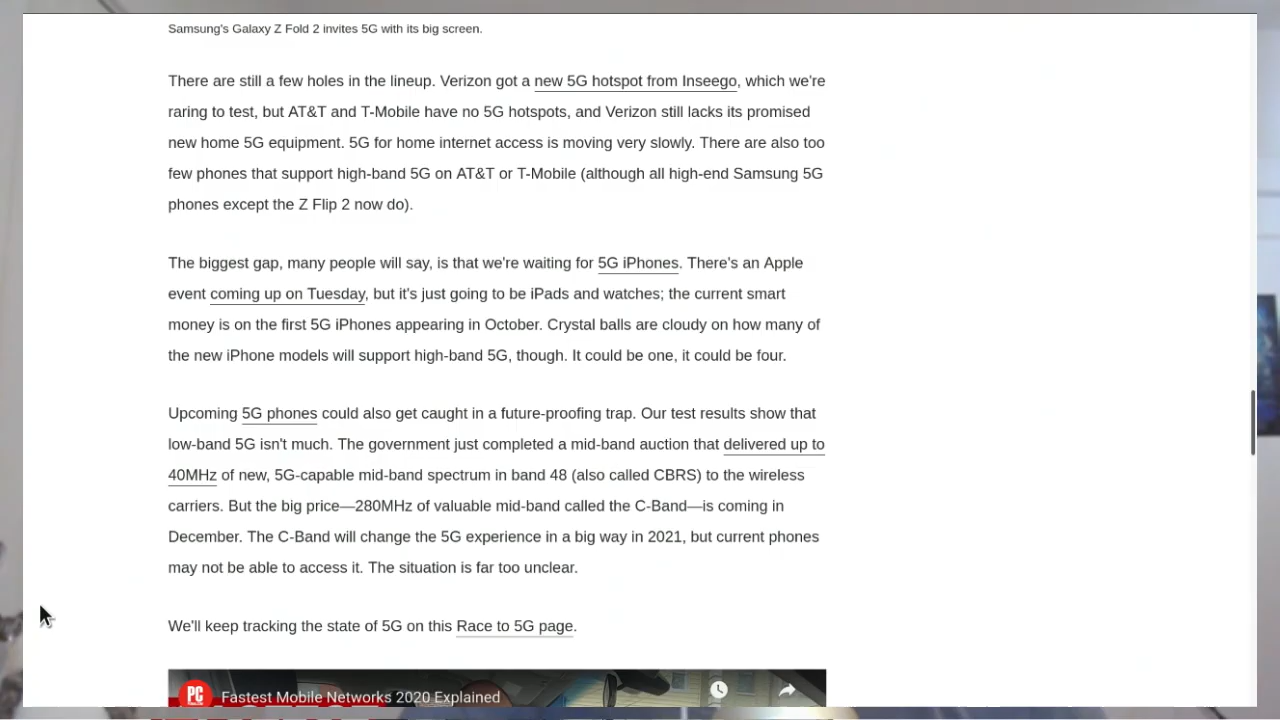 Samsung's Galaxy Z Fold 2 invites 5G with its big screen.
There are still a few holes in the lineup. Verizon got a new 5G hotspot from Inseego, which we're
raring to test, but AT&T and T-Mobile have no 5G hotspots, and Verizon still lacks its promised
new home 5G equipment. 5G for home internet access is moving very slowly. There are also too
few phones that support high-band 5G on AT&T or T-Mobile (although all high-end Samsung 5G
phones except the Z Flip 2 now do).
The biggest gap, many people will say, is that we're waiting for 5G iPhones. There's an Apple
event coming up on Tuesday, but it's just going to be iPads and watches; the current smart
money is on the first 5G iPhones appearing in October. Crystal balls are cloudy on how many of
the new iPhone models will support high-band 5G, though. It could be one, it could be four.
Upcoming 5G phones could also get caught in a future-proofing trap. Our test results show that
low-band 5G isn't much. The government just completed a mid-band auction that delivered up to
40MHz of new, 5G-capable mid-band spectrum in band 48 (also called CBRS) to the wireless
carriers. But the big price—280MHz of valuable mid-band called the C-Band—is coming in
December. The C-Band will change the 5G experience in a big way in 2021, but current phones
may not be able to access it. The situation is far too unclear.
We'll keep tracking the state of 5G on this Race to 5G page.
PC
Fastest Mobile Networks 2020 Explained